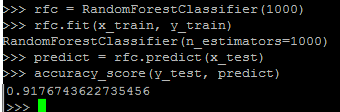 >>> rfc = RandomForestClassifier(1000)
>>> rfc.fit(x_train, y_train)
RandomForestClassifier(n_estimators=1000)
>>> predict = rfc.predict(x_test)
>>> accuracy_score(y_test, predict)
0.9176743622735456
>>>